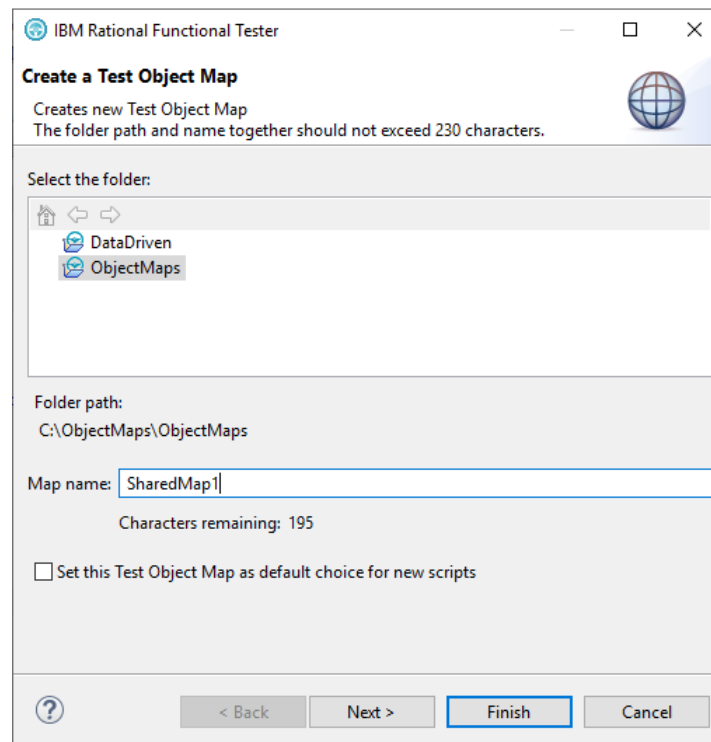 IBM Rational Functional Tester
Create a Test Object Map
Creates new Test Object Map
The folder path and name together should not exceed 230 characters.
Select the folder:
DataDriven
ObjectMaps
Folder path:
C:\ObjectMaps\ObjectMaps
Map name: SharedMap1
Characters remaining: 195
Set this Test Object Map as default choice for new scripts
? < Back Next > Finish Cancel